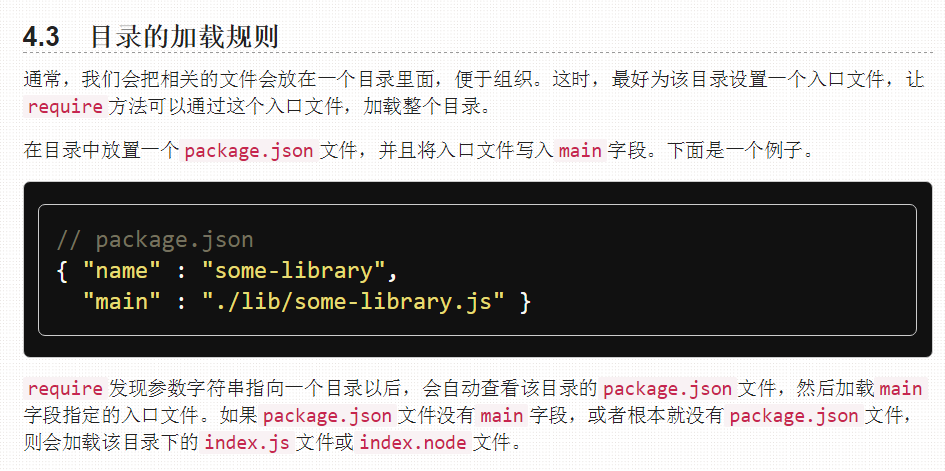 4.3 目录的加载规则
通常，我们会把相关的文件会放在一个目录里面，便于组织。这时，最好为该目录设置一个入口文件，让
require 方法可以通过这个入口文件，加载整个目录。
在目录中放置一个 package.json 文件，并且将入口文件写入 main 字段。下面是一个例子。
// package.json
{ "name" : "some-library",
  "main" : "./lib/some-library.js" }
require 发现参数字符串指向一个目录以后，会自动查看该目录的 package.json 文件，然后加载 main
字段指定的入口文件。如果 package.json 文件没有 main 字段，或者根本就没有 package.json 文件，
则会加载该目录下的 index.js 文件或 index.node 文件。